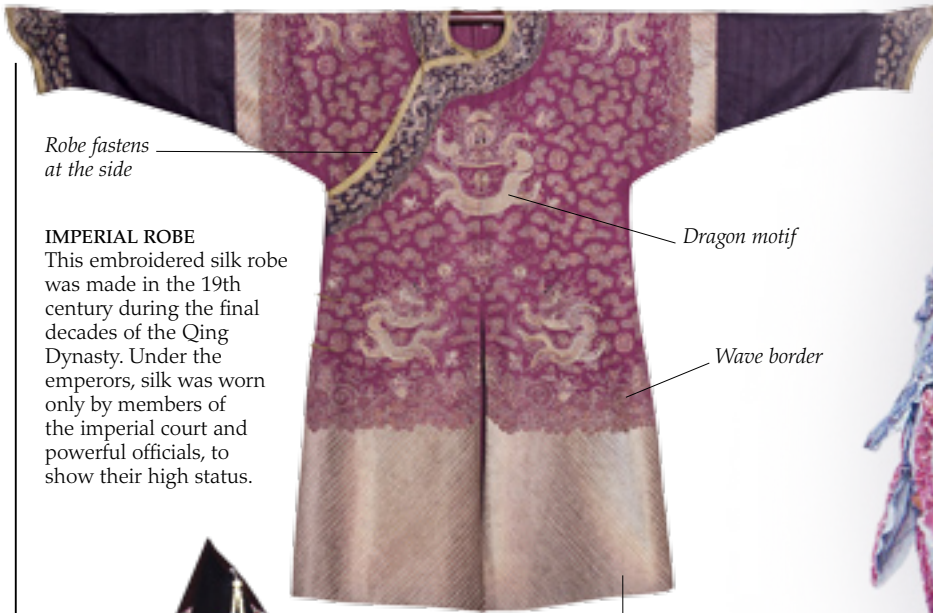 Robe fastens
at the side
IMPERIAL ROBE
This embroidered silk robe
was made in the 19th
century during the final
decades of the Qing
Dynasty. Under the
emperors, silk was worn
only by members of
the imperial court and
powerful officials, to
show their high status.
Dragon motif
Wave border